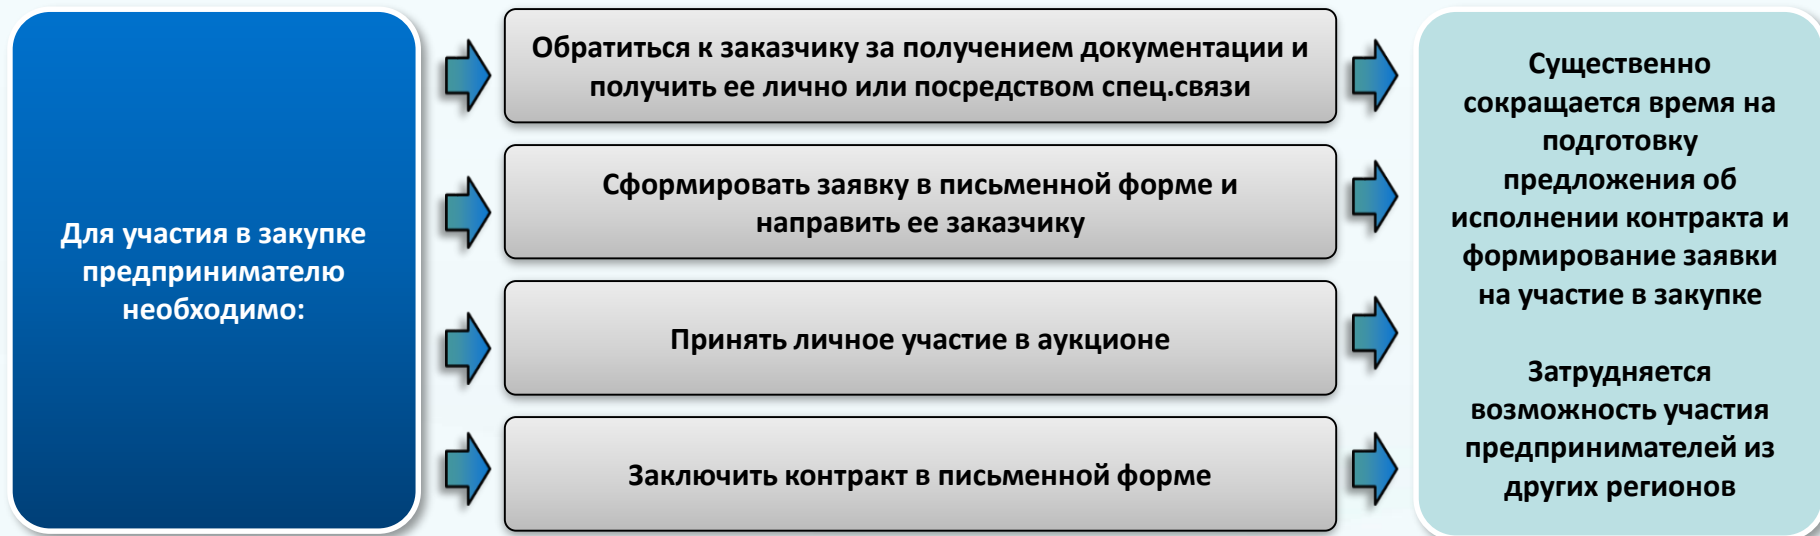 Для участия в закупке
предпринимателю
необходимо:
Обратиться к заказчику за получением документации и
получить ее лично или посредством спец.связи
Сформировать заявку в письменной форме и
направить ее заказчику
Принять личное участие в аукционе
Заключить контракт в письменной форме
Существенно
сокращается время на
подготовку
предложения об
исполнении контракта и
формирование заявки
на участие в закупке
Затрудняется
возможность участия
предпринимателей из
других регионов